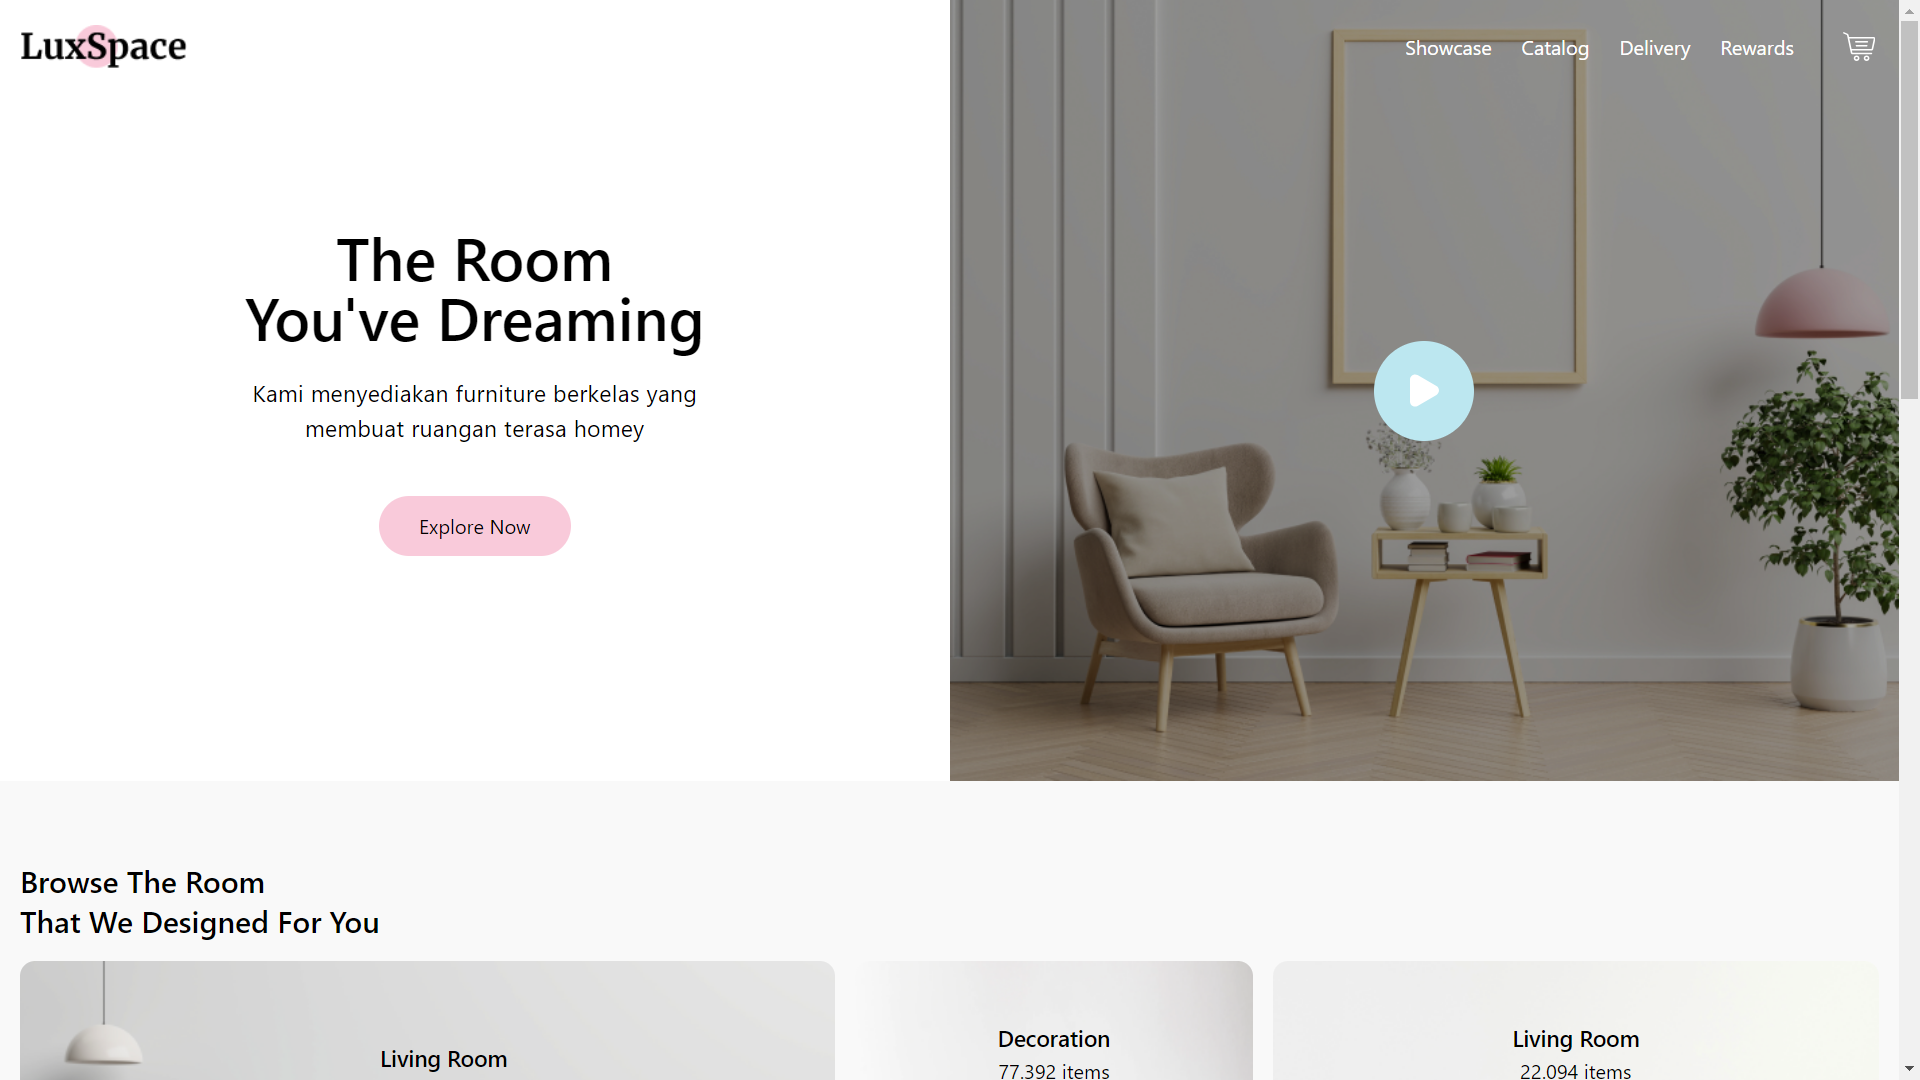 LuxSpace
Showcase
Catalog
Delivery
Rewards
The Room
You've Dreaming
Kami menyediakan furniture berkelas yang
membuat ruangan terasa homey
Explore Now
Browse The Room
That We Designed For You
Living Room
Decoration
77.392 items
Living Room
22.094 items